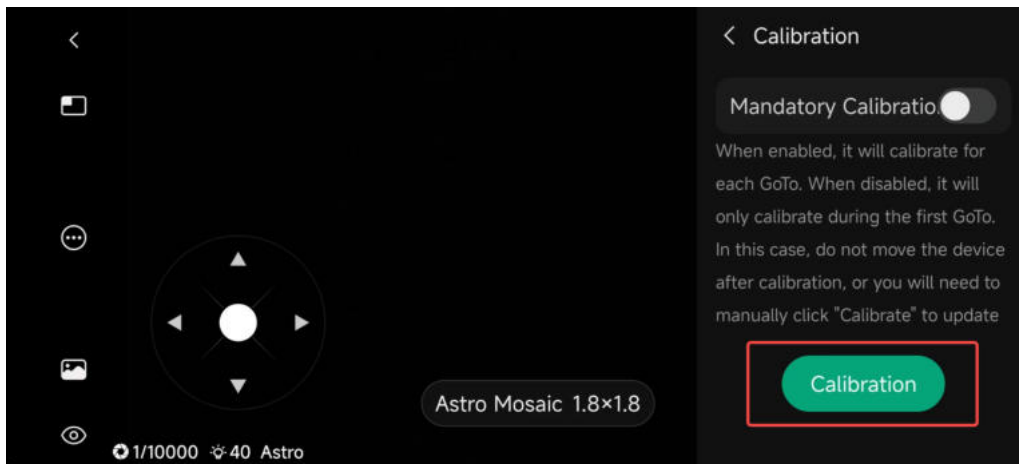 Calibration
Mandatory Calibratio
When enabled, it will calibrate for
each GoTo. When disabled, it will
only calibrate during the first GoTo.
In this case, do not move the device
after calibration, or you will need to
manually click "Calibrate" to update
Calibration
Astro Mosaic 1.8×1.8
1/10000 40 Astro